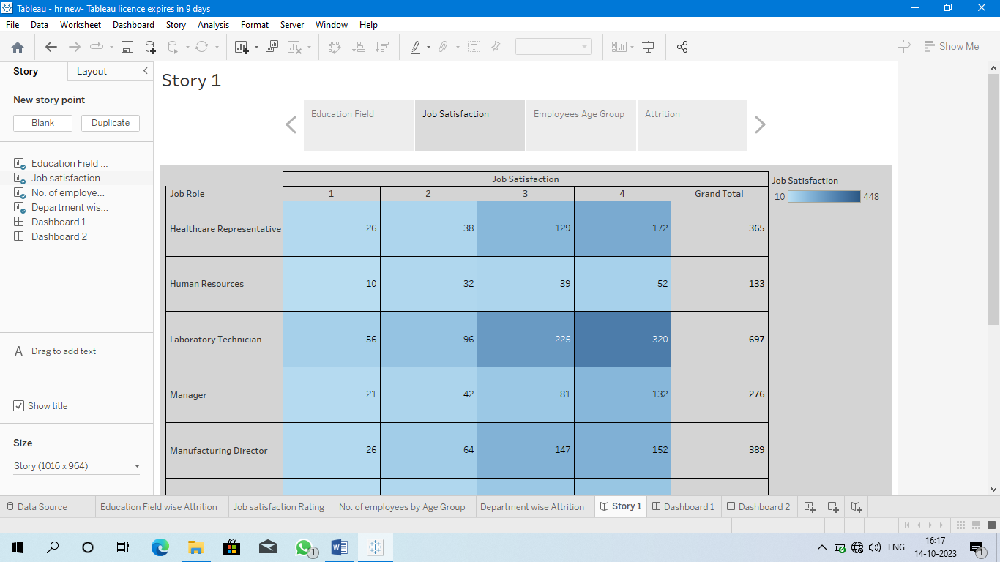 Tableau - hr new- Tableau licence expires in 9 days
File Data Worksheet Dashboard Story Analysis Format Server Window Help
Show Me
Story Layout
New story point
Blank Duplicate
Education Field ...
Job satisfaction...
No. of employe...
Department wis...
Dashboard 1
Dashboard 2
A Drag to add text
Show title
Size
Story (1016 x 964)
Story 1
Education Field Job Satisfaction Employees Age Group Attrition
Job Satisfaction
Job Role 1 2 3 4 Grand Total
Healthcare Representative 26 38 129 172 365
Human Resources 10 32 39 52 133
Laboratory Technician 56 96 225 320 697
Manager 21 42 81 132 276
Manufacturing Director 26 64 147 152 389
Job Satisfaction
10 448
Data Source Education Field wise Attrition Job satisfaction Rating No. of employees by Age Group Department wise Attrition Story 1 Dashboard 1 Dashboard 2
1 W ENG 16:17
14-10-2023 1